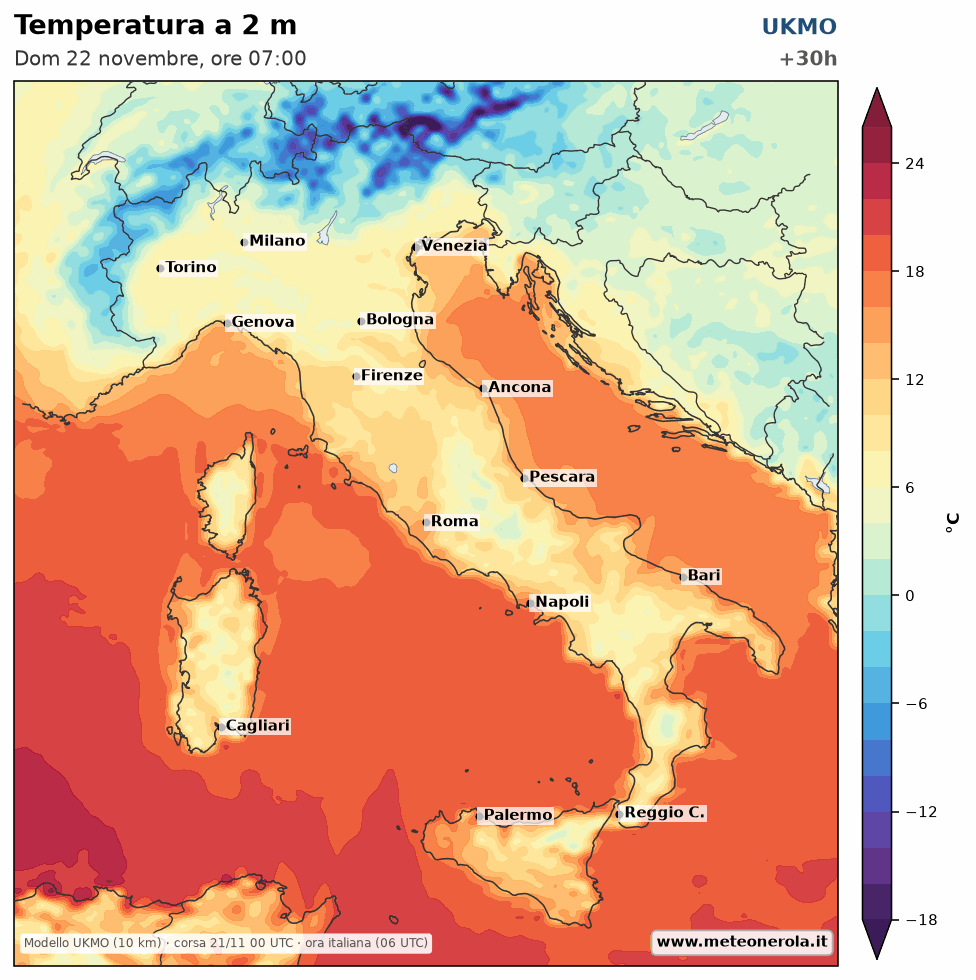 Temperatura a 2 m
UKMO
Dom 22 novembre, ore 07:00
+30h
24
18
12
6
0
−6
−12
−18
°C
Milano
Venezia
Torino
Genova
Bologna
Firenze
Ancona
Pescara
Roma
Bari
Napoli
Cagliari
Palermo
Reggio C.
Modello UKMO (10 km) · corsa 21/11 00 UTC · ora italiana (06 UTC)
www.meteonerola.it